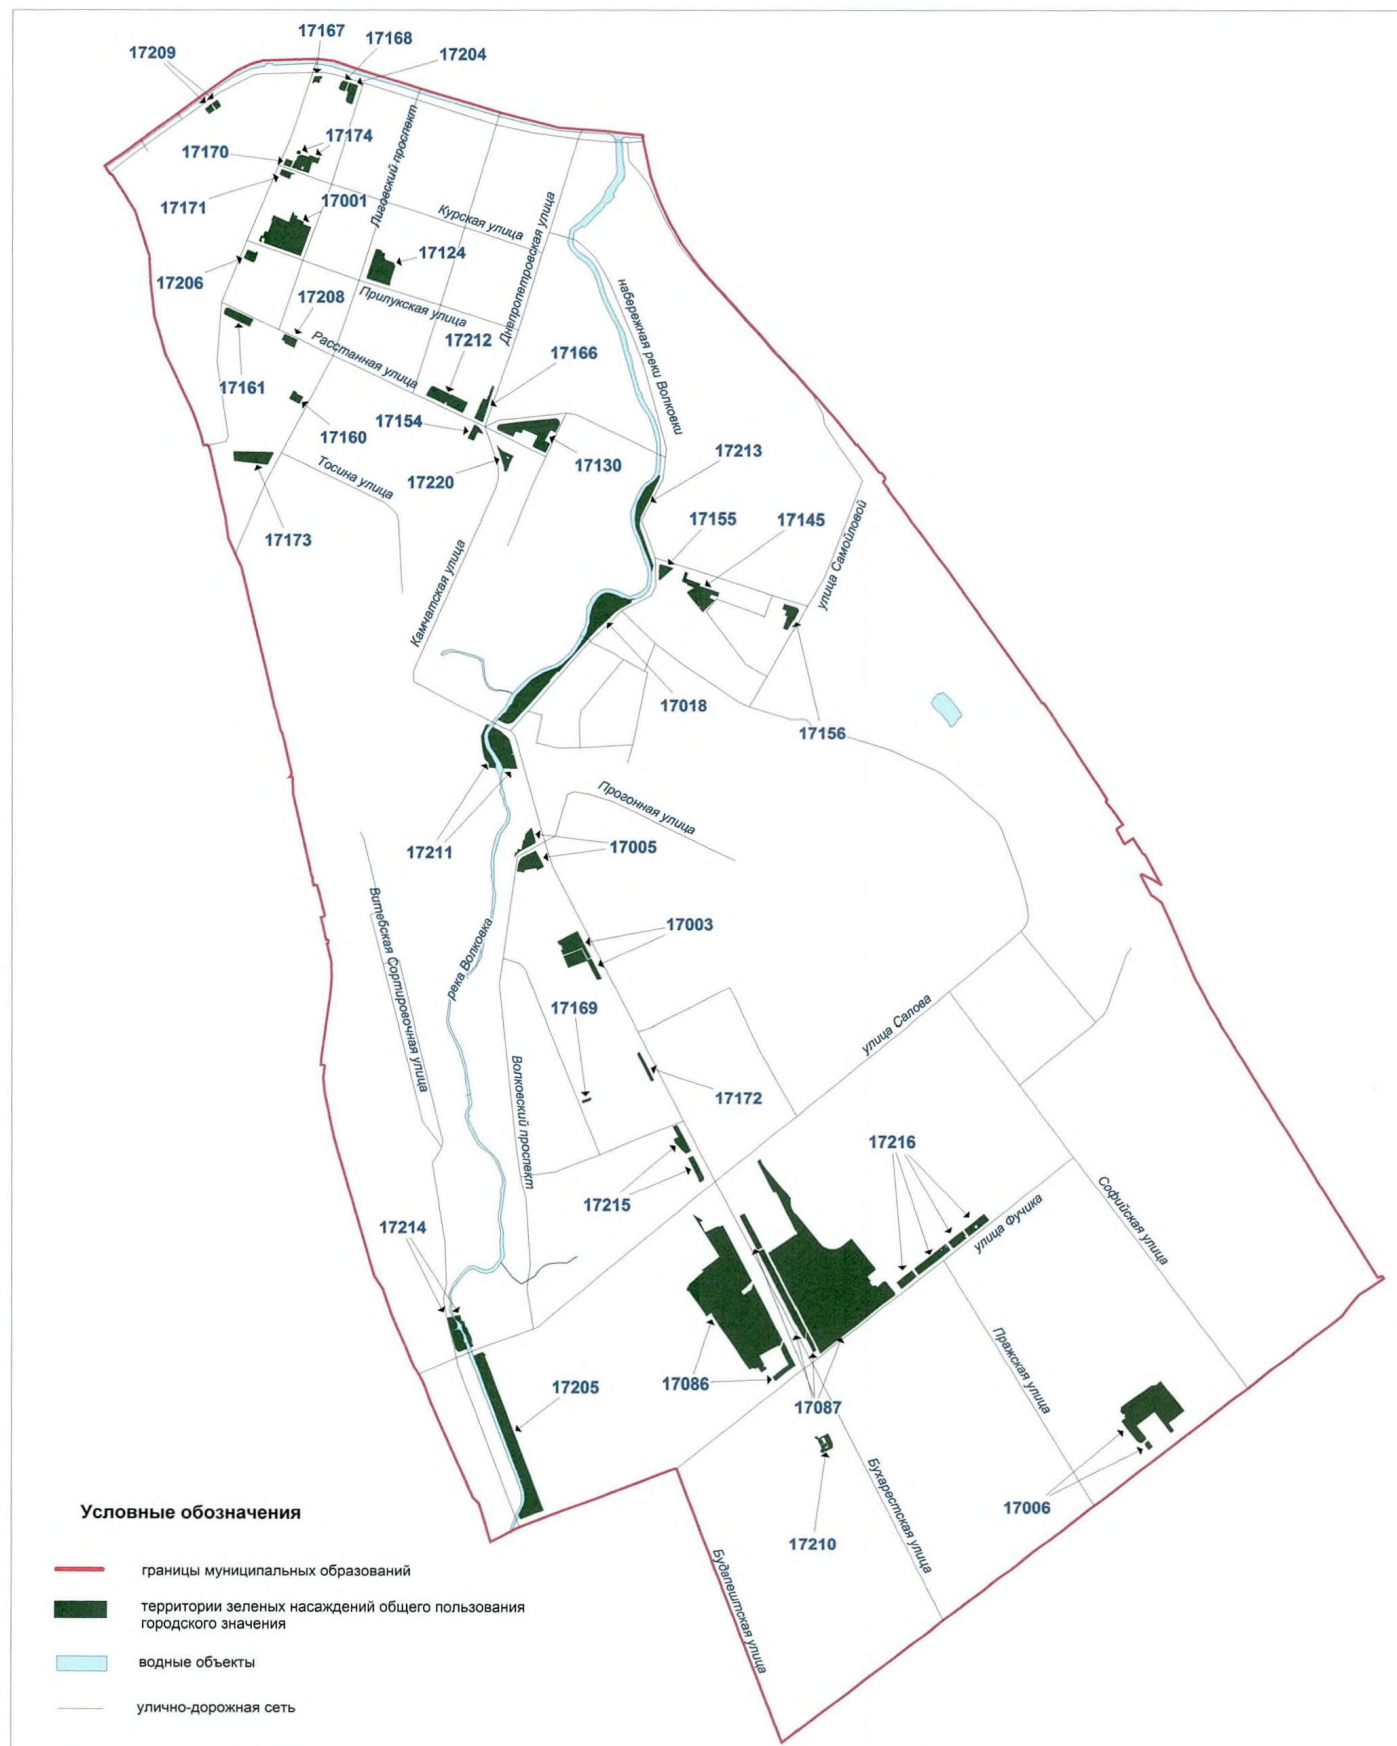 17167
17168
17209
17204
17174
17170
Лиговский проспект
17171
17001
Курская улица
Днепропетровская улица
17124
17206
17208
Прилукская улица
набережная реки Волковки
17212
Расстанная улица
17166
17161
17154
17160
17130
17213
Тосина улица
17220
17155
17145
17173
улица Самойловой
Камчатская улица
17018
17156
Прогонная улица
17211
17005
Витебская Сортировочная улица
река Волковка
17003
17169
улица Салова
Волковский проспект
17172
17216
17215
Софийская улица
улица Фучика
17214
Пражская улица
17205
17086
17087
17006
17210
Бухарестская улица
Будапештская улица
Условные обозначения
границы муниципальных образований
территории зеленых насаждений общего пользования
городского значения
водные объекты
улично-дорожная сеть